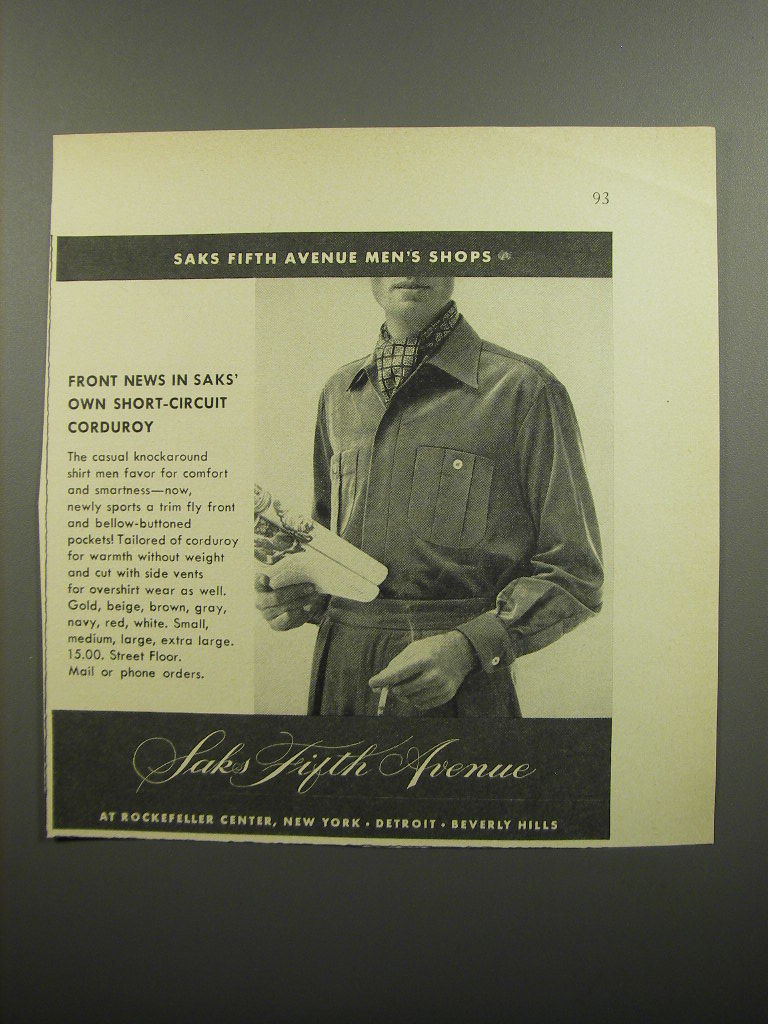 93
SAKS FIFTH AVENUE MEN'S SHOPS
FRONT NEWS IN SAKS'
OWN SHORT-CIRCUIT
CORDUROY
The casual knockaround
shirt men favor for comfort
and smartness—now,
newly sports a trim fly front
and bellow-buttoned
pockets! Tailored of corduroy
for warmth without weight
and cut with side vents
for overshirt wear as well.
Gold, beige, brown, gray,
navy, red, white. Small,
medium, large, extra large.
15.00. Street Floor.
Mail or phone orders.
Saks Fifth Avenue
AT ROCKEFELLER CENTER, NEW YORK • DETROIT • BEVERLY HILLS